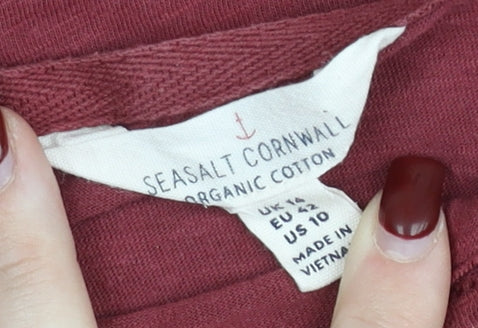 SEASALT CORNWALL
ORGANIC COTTON
UK 14
EU 42
US 10
MADE IN
VIETNAM